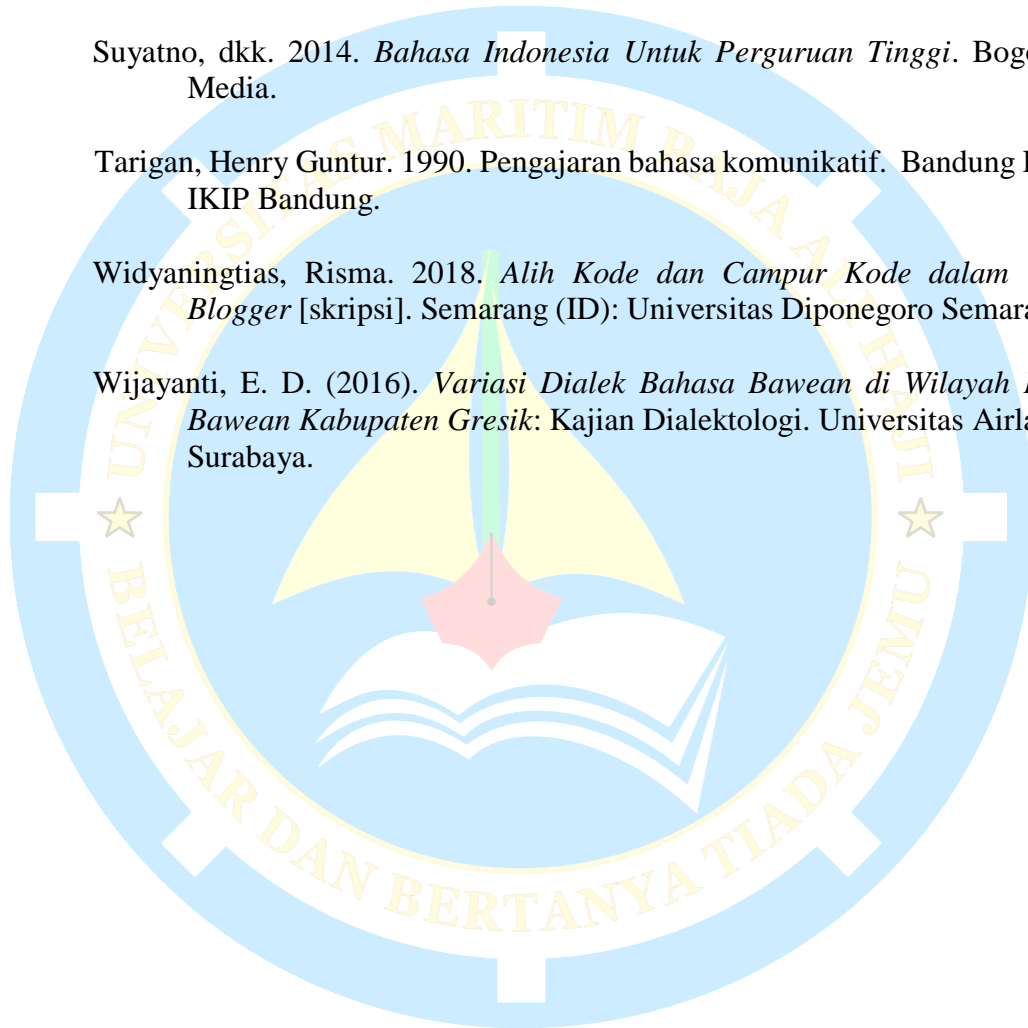 Suyatno, dkk. 2014. Bahasa Indonesia Untuk Perguruan Tinggi.
Media.
Tarigan, Henry Guntur. 1990. Pengajaran bahasa komunikatif. Bandung
IKIP Bandung.
Widyaningtias, Risma. 2018. Alih Kode dan Campur Kode dalam
Blogger [skripsi]. Semarang (ID): Universitas Diponegoro
Wijayanti, E. D. (2016). Variasi Dialek Bahasa Bawean di Wilayah
Bawean Kabupaten Gresik: Kajian Dialektologi. Universitas
Surabaya.
UNIVERSITAS MARITIM RAJA ALI HAJI
BELAJAR DAN BERTANYA TIADA JEMU